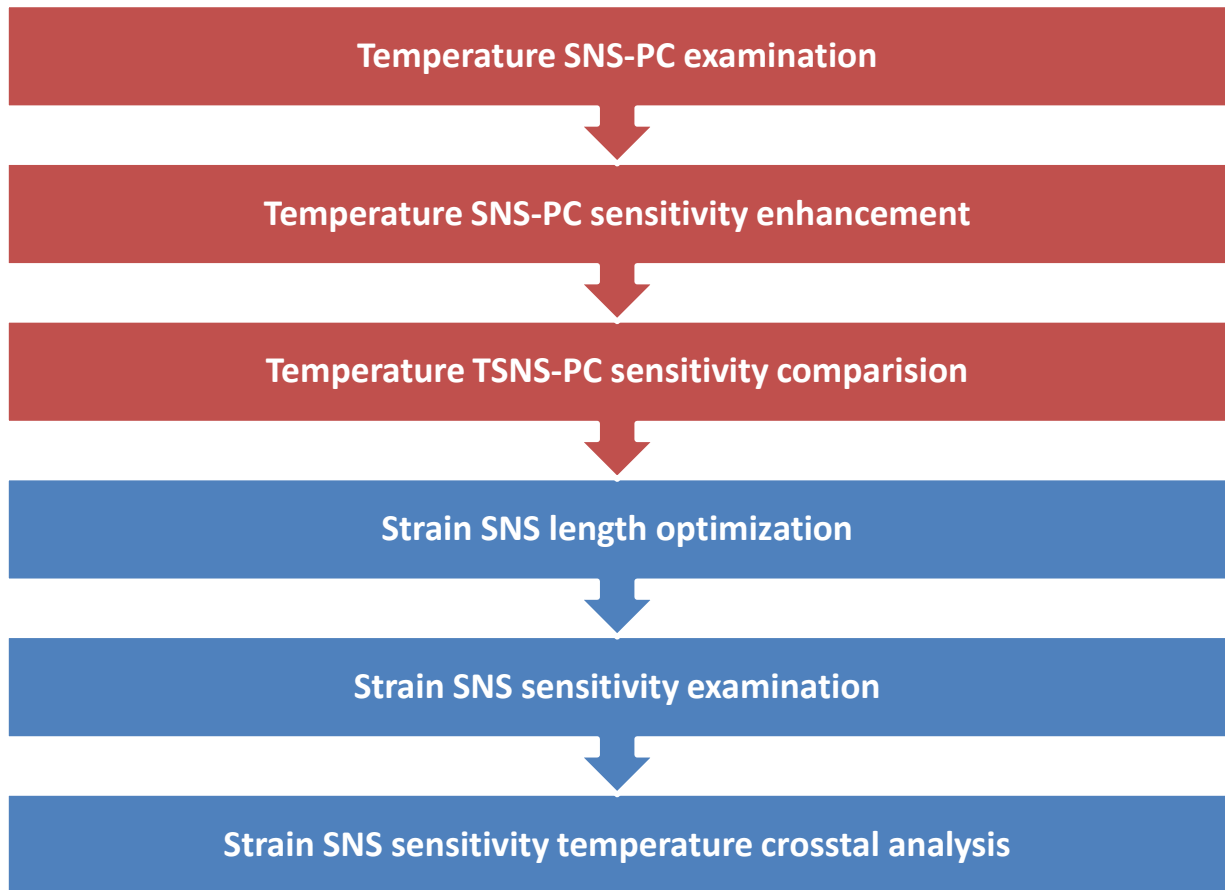 Temperature SNS-PC examination
Temperature SNS-PC sensitivity enhancement
Temperature TSNS-PC sensitivity comparision
Strain SNS length optimization
Strain SNS sensitivity examination
Strain SNS sensitivity temperature crosstal analysis